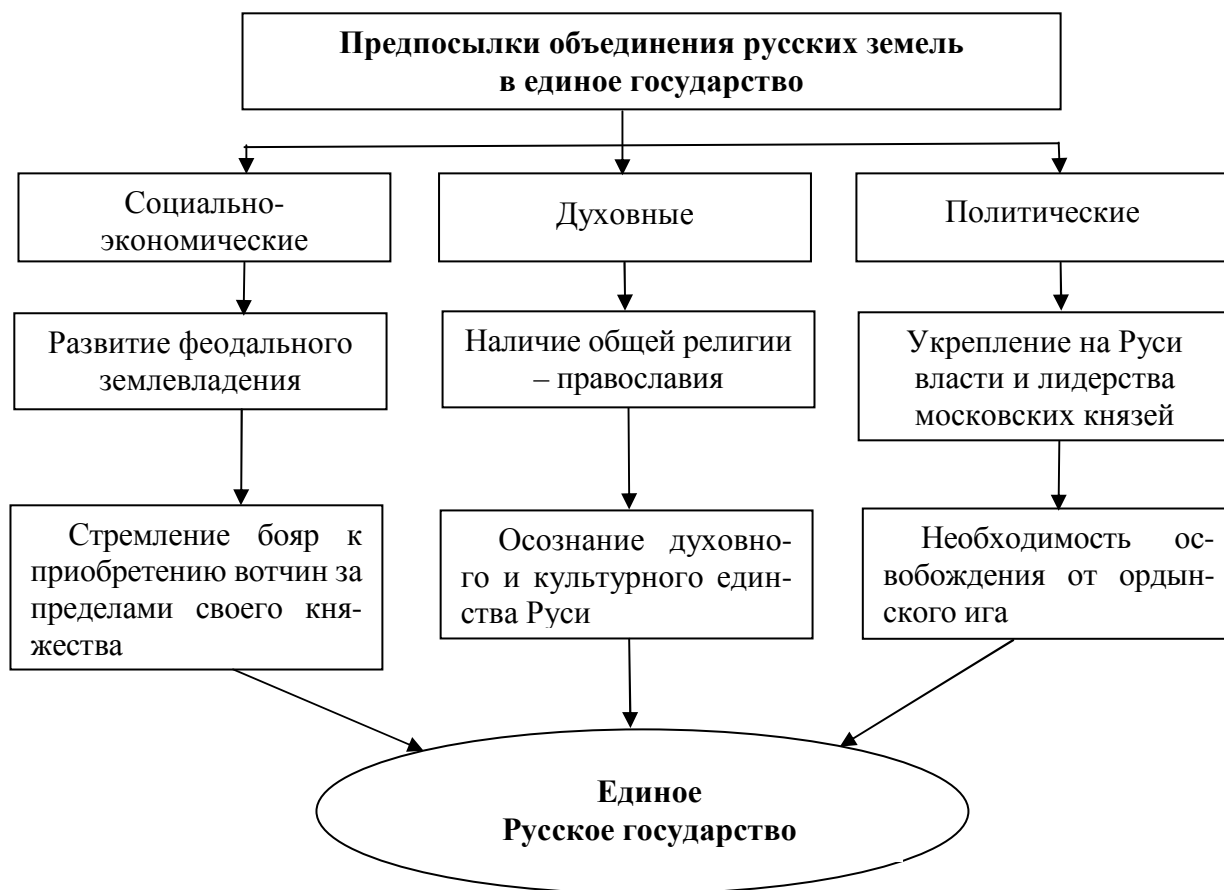 Предпосылки объединения русских земель
в единое государство
Социально-
экономические
Духовные
Политические
Развитие феодального
землевладения
Наличие общей религии
– православия
Укрепление на Руси
власти и лидерства
московских князей
Стремление бояр к
приобретению вотчин за
пределами своего кня-
жества
Осознание духовно-
го и культурного един-
ства Руси
Необходимость ос-
вобождения от ордын-
ского ига
Единое
Русское государство